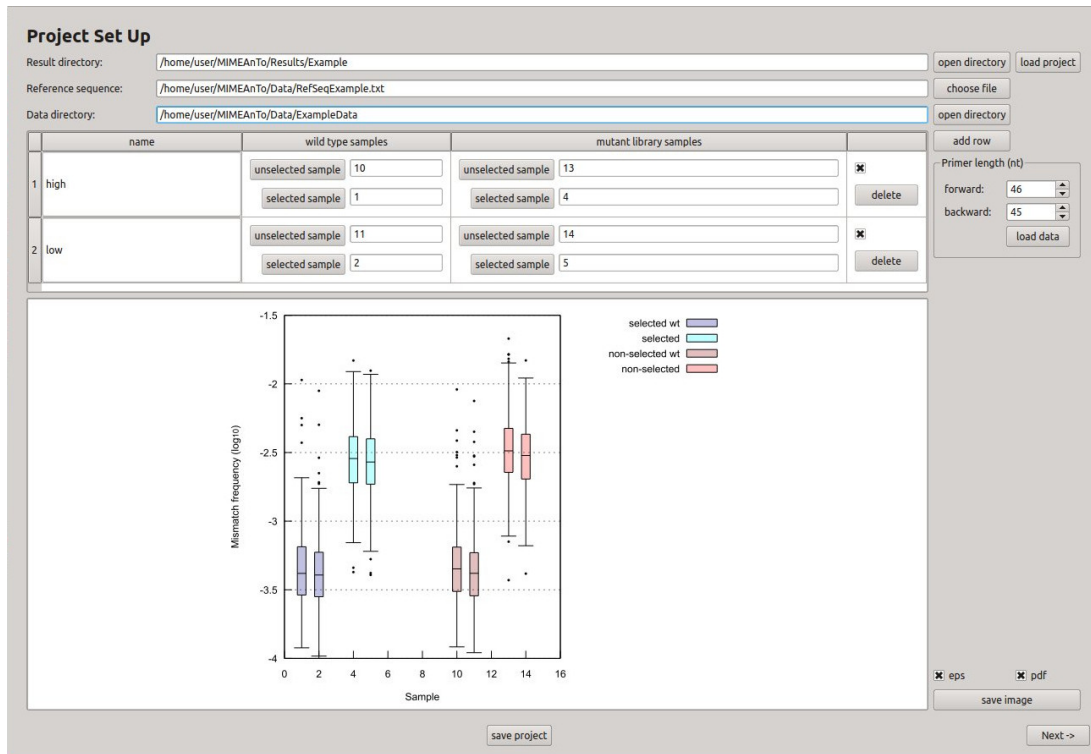 Project Set Up
Result directory: /home/user/MIMEAnTo/Results/Example open directory load project
Reference sequence: /home/user/MIMEAnTo/Data/RefSeqExample.txt choose file
Data directory: /home/user/MIMEAnTo/Data/ExampleData open directory
name wild type samples mutant library samples add row
1 high unselected sample 10 unselected sample 13
selected sample 1 selected sample 4 delete
2 low unselected sample 11 unselected sample 14
selected sample 2 selected sample 5 delete
Primer length (nt)
forward: 46
backward: 45
load data
selected wt
selected
non-selected wt
non-selected
Mismatch frequency (log10)
-1.5
-2
-2.5
-3
-3.5
-4
0 2 4 6 8 10 12 14 16
Sample
eps pdf
save image
save project Next ->